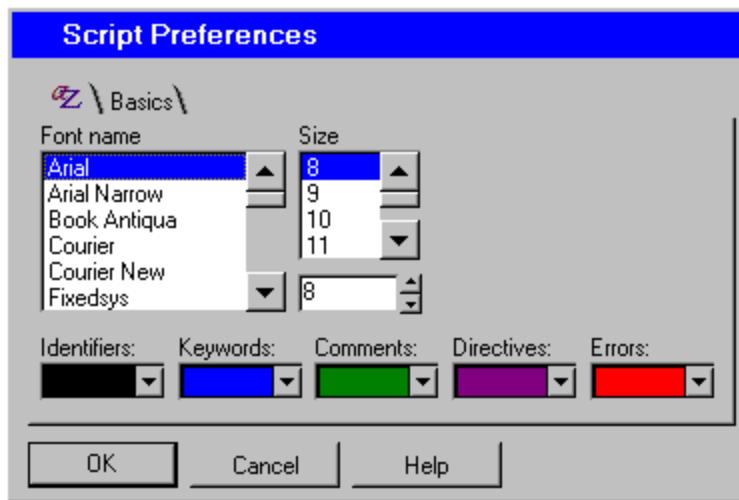 Script Preferences
aZ \ Basics \
Font name Size
Arial 8
Arial Narrow 9
Book Antiqua 10
Courier 11
Courier New
Fixedsys 8
Identifiers: Keywords: Comments: Directives: Errors:
OK Cancel Help